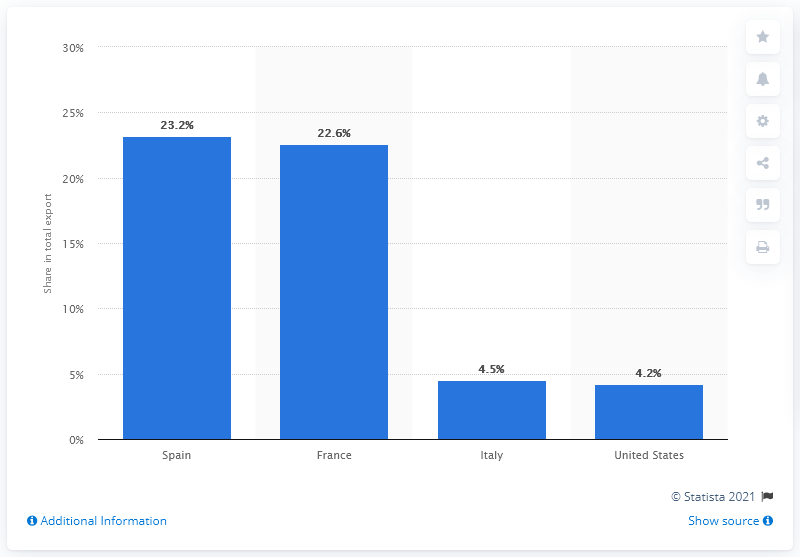 30%
25%
20%
15%
10%
5%
0%
Share in total export
23.2%
22.6%
4.5%
4.2%
Spain
France
Italy
United States
© Statista 2021
Additional Information
Show source